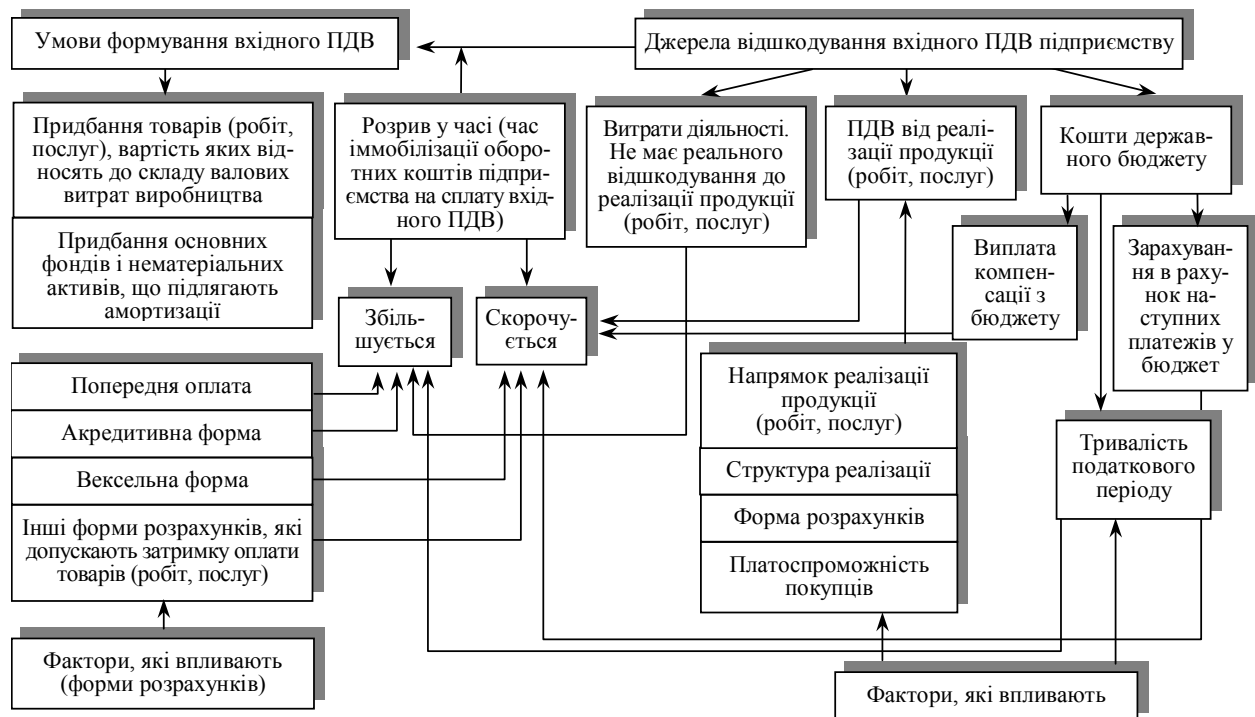 Умови формування вхідного ПДВ
Джерела відшкодування вхідного ПДВ підприємству
Придбання товарів (робіт,
послуг), вартість яких від-
носять до складу валових
витрат виробництва
Придбання основних
фондів і нематеріальних
активів, що підлягають
амортизації
Розрив у часі (час
іммобілізації оборо-
тних коштів підпри-
ємства на сплату вхід-
ного ПДВ)
Витрати діяльності.
Не має реального
відшкодування до
реалізації продукції
(робіт, послуг)
ПДВ від реалі-
зації продукції
(робіт, послуг)
Кошти держав-
ного бюджету
Виплата
компен-
сації з
бюджету
Зарахуван-
ня в раху-
нок на-
ступних
платежів у
бюджет
Збіль-
шується
Скорочу-
ється
Попередня оплата
Акредитивна форма
Вексельна форма
Інші форми розрахунків, які
допускають затримку оплати
товарів (робіт, послуг)
Напрямок реалізації
продукції
(робіт, послуг)
Структура реалізації
Форма розрахунків
Платоспроможність
покупців
Тривалість
податкового
періоду
Фактори, які впливають
(форми розрахунків)
Фактори, які впливають